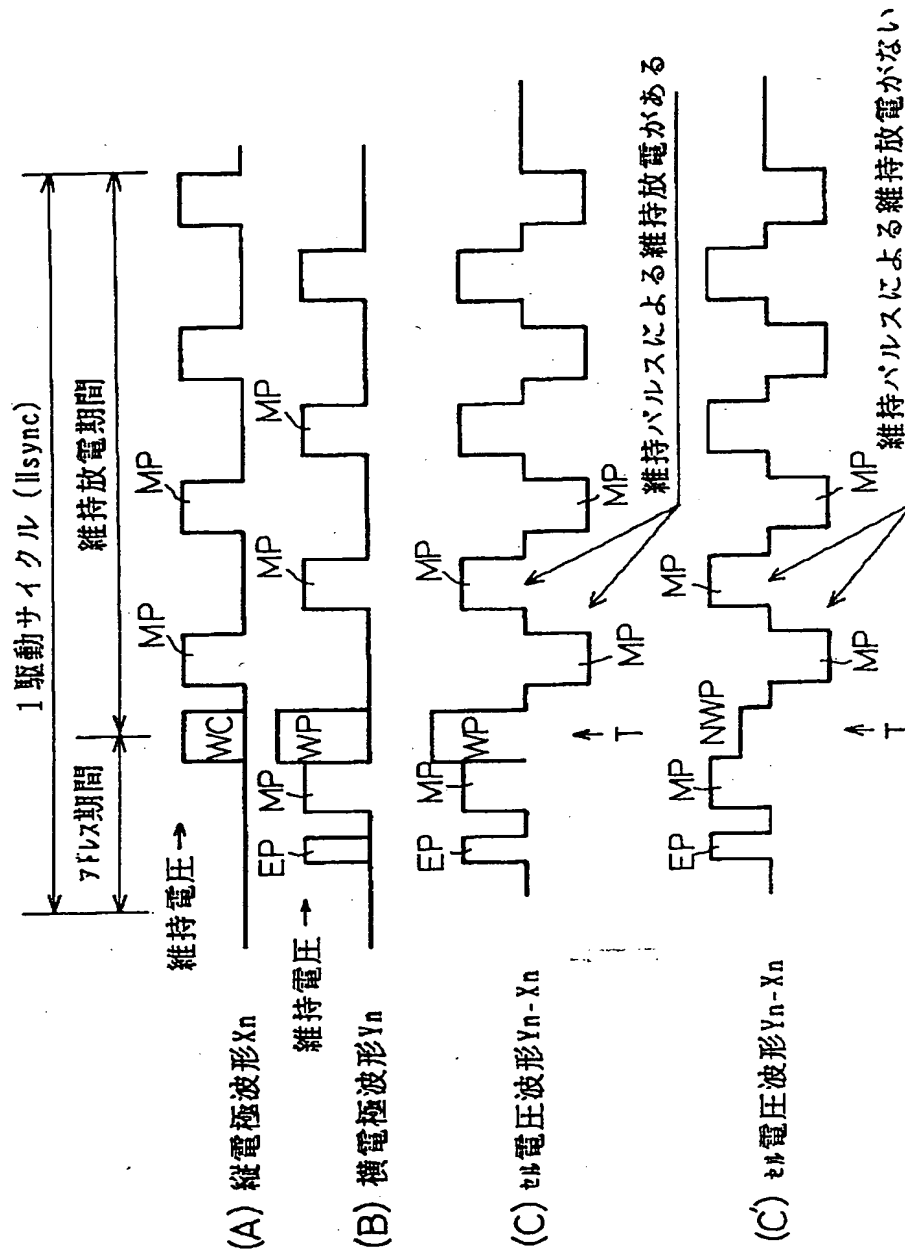 1駆動サイクル (Hsync)
アドレス期間
維持放電期間
維持電圧 →
WC
MP
MP
(A) 縦電極波形Xn
維持電圧 →
EP
MP
WP
MP
MP
(B) 横電極波形Yn
EP
MP
WP
MP
MP
MP
(C) セル電圧波形Yn-Xn
T
維持パルスによる維持放電がある
EP
MP
NWP
MP
MP
MP
(C') セル電圧波形Yn-Xn
T
維持パルスによる維持放電がない